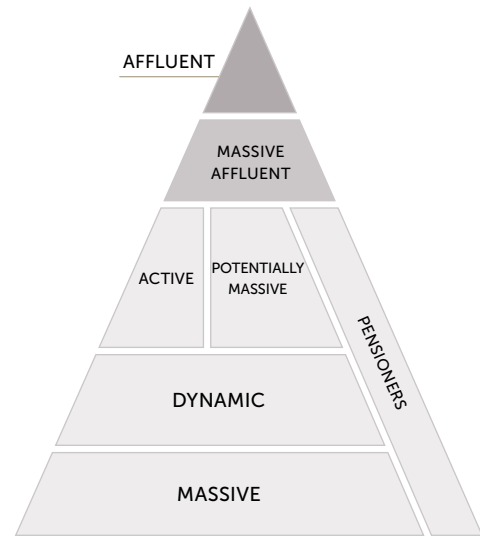 AFFLUENT
MASSIVE
AFFLUENT
ACTIVE
POTENTIALLY
MASSIVE
PENSIONERS
DYNAMIC
MASSIVE